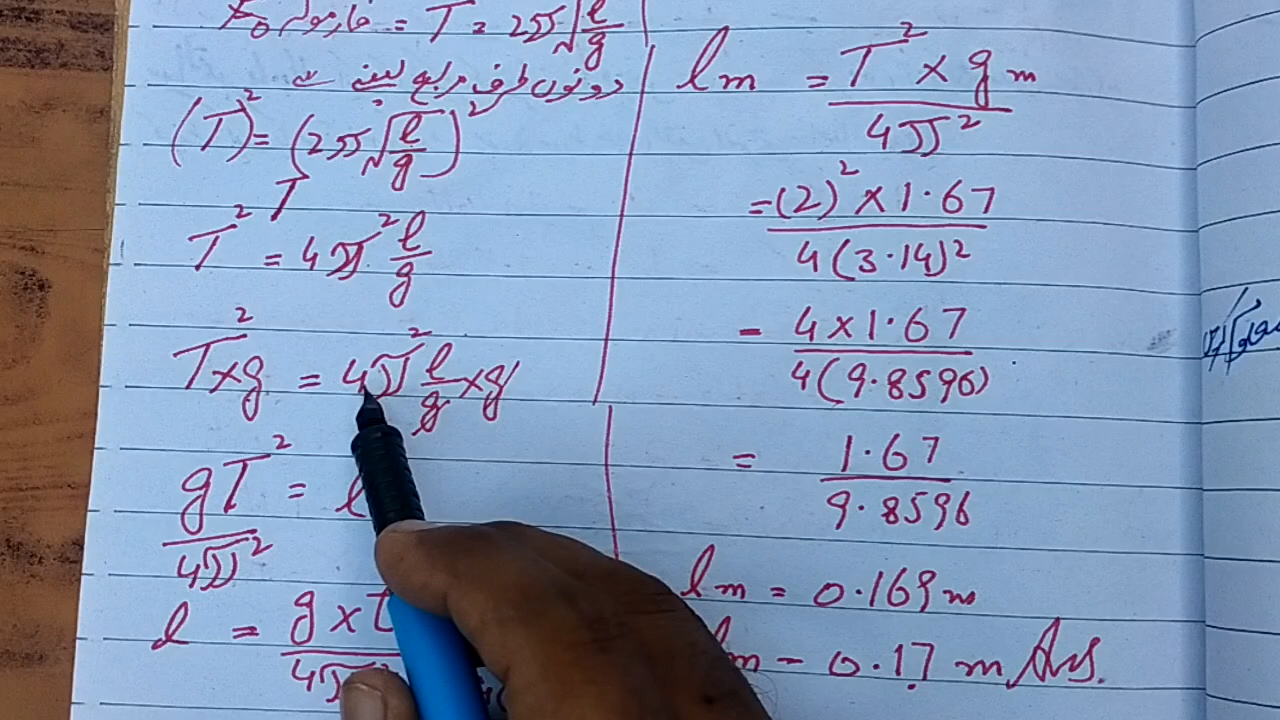 فارمولہ = T = 2π√(l/g)
دونوں طرف مربع لینے سے
(T)² = (2π√(l/g))²
T
T² = 4π² l/g
T² × g = 4π² l/g × g
gT²/4π² = l
l = g × t/4π²
lm = T² × gm/4π²
= (2)² × 1.67/4(3.14)²
= 4 × 1.67/4(9.8596)
= 1.67/9.8596
lm = 0.169 m
lm = 0.17 m Ans.